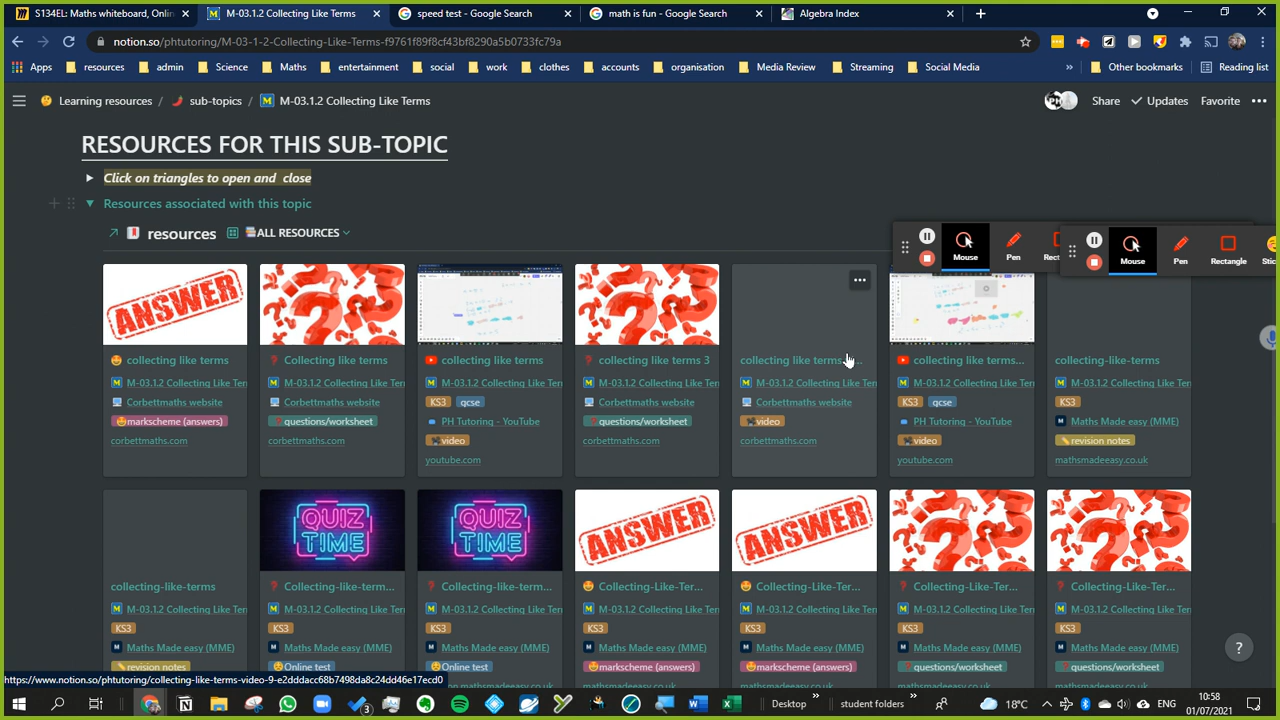 S134EL: Maths whiteboard, Onlin
M-03.1.2 Collecting Like Terms
speed test - Google Search
math is fun - Google Search
Algebra Index
notion.so/phtutoring/M-03-1-2-Collecting-Like-Terms-f9761f89f8cf43bf8290a5b0733fc79a
Apps
resources
admin
Science
Maths
entertainment
social
work
clothes
accounts
organisation
Media Review
Streaming
Social Media
»
Other bookmarks
Reading list
Learning resources / sub-topics / M-03.1.2 Collecting Like Terms
Share
Updates
Favorite
RESOURCES FOR THIS SUB-TOPIC
Click on triangles to open and close
Resources associated with this topic
resources
ALL RESOURCES
Mouse
Pen
Rect
Mouse
Pen
Rectangle
Stic
ANSWER
collecting like terms
M-03.1.2 Collecting Like Ter
Corbettmaths website
markscheme (answers)
corbettmaths.com
Collecting like terms
M-03.1.2 Collecting Like Ter
Corbettmaths website
questions/worksheet
corbettmaths.com
collecting like terms
M-03.1.2 Collecting Like Ter
KS3 gcse
PH Tutoring - YouTube
video
youtube.com
collecting like terms 3
M-03.1.2 Collecting Like Ter
Corbettmaths website
questions/worksheet
corbettmaths.com
collecting like terms
M-03.1.2 Collecting Like Ter
Corbettmaths website
video
corbettmaths.com
collecting like terms...
M-03.1.2 Collecting Like Ter
KS3 gcse
PH Tutoring - YouTube
video
youtube.com
collecting-like-terms
M-03.1.2 Collecting Like Ter
KS3
Maths Made easy (MME)
revision notes
mathsmadeeasy.co.uk
collecting-like-terms
M-03.1.2 Collecting Like Ter
KS3
Maths Made easy (MME)
revision notes
QUIZ
TIME
Collecting-like-term...
M-03.1.2 Collecting Like Ter
KS3
Maths Made easy (MME)
Online test
QUIZ
TIME
Collecting-like-term...
M-03.1.2 Collecting Like Ter
KS3
Maths Made easy (MME)
Online test
ANSWER
Collecting-Like-Ter...
M-03.1.2 Collecting Like Ter
KS3
Maths Made easy (MME)
markscheme (answers)
mathsmadeeasy.co.uk
ANSWER
Collecting-Like-Ter...
M-03.1.2 Collecting Like Ter
KS3
Maths Made easy (MME)
markscheme (answers)
mathsmadeeasy.co.uk
Collecting-Like-Ter...
M-03.1.2 Collecting Like Ter
KS3
Maths Made easy (MME)
questions/worksheet
mathsmadeeasy.co.uk
Collecting-Like-Ter...
M-03.1.2 Collecting Like Ter
KS3
Maths Made easy (MME)
questions/worksheet
mathsmadeeasy.co.uk
?
https://www.notion.so/phtutoring/collecting-like-terms-video-9-e2dddacc68b7498da8c24dd46e17ecd0
Desktop
»
student folders
»
18°C
ENG
10:58
01/07/2021